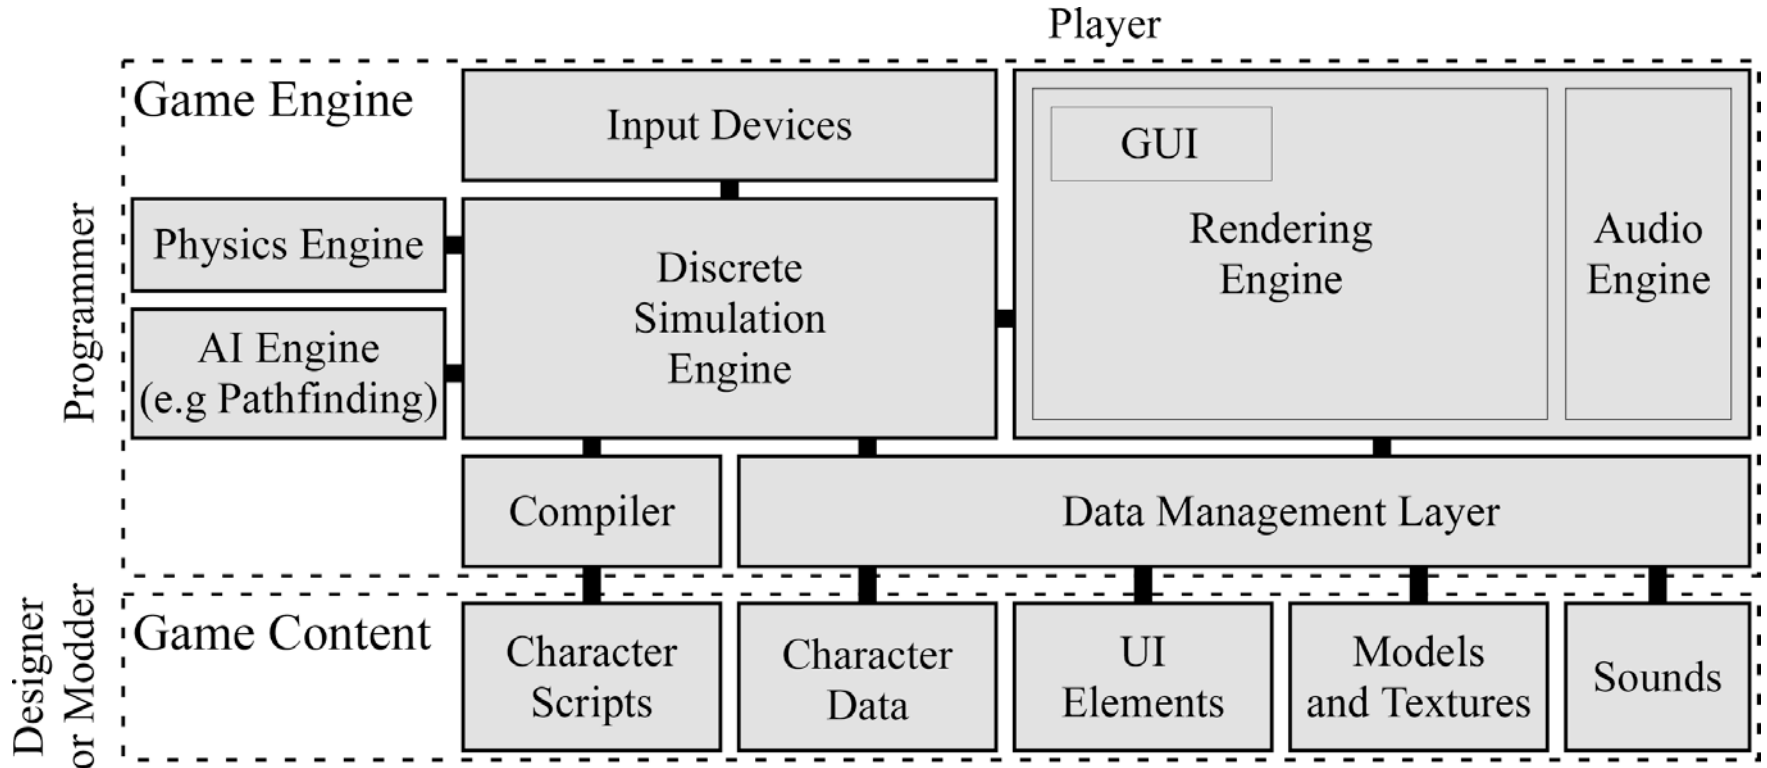 Player
Game Engine
Input Devices
GUI
Physics Engine
Discrete
Simulation
Engine
Rendering
Engine
Audio
Engine
AI Engine
(e.g Pathfinding)
Programmer
Compiler
Data Management Layer
Designer
or Modder
Game Content
Character
Scripts
Character
Data
UI
Elements
Models
and Textures
Sounds